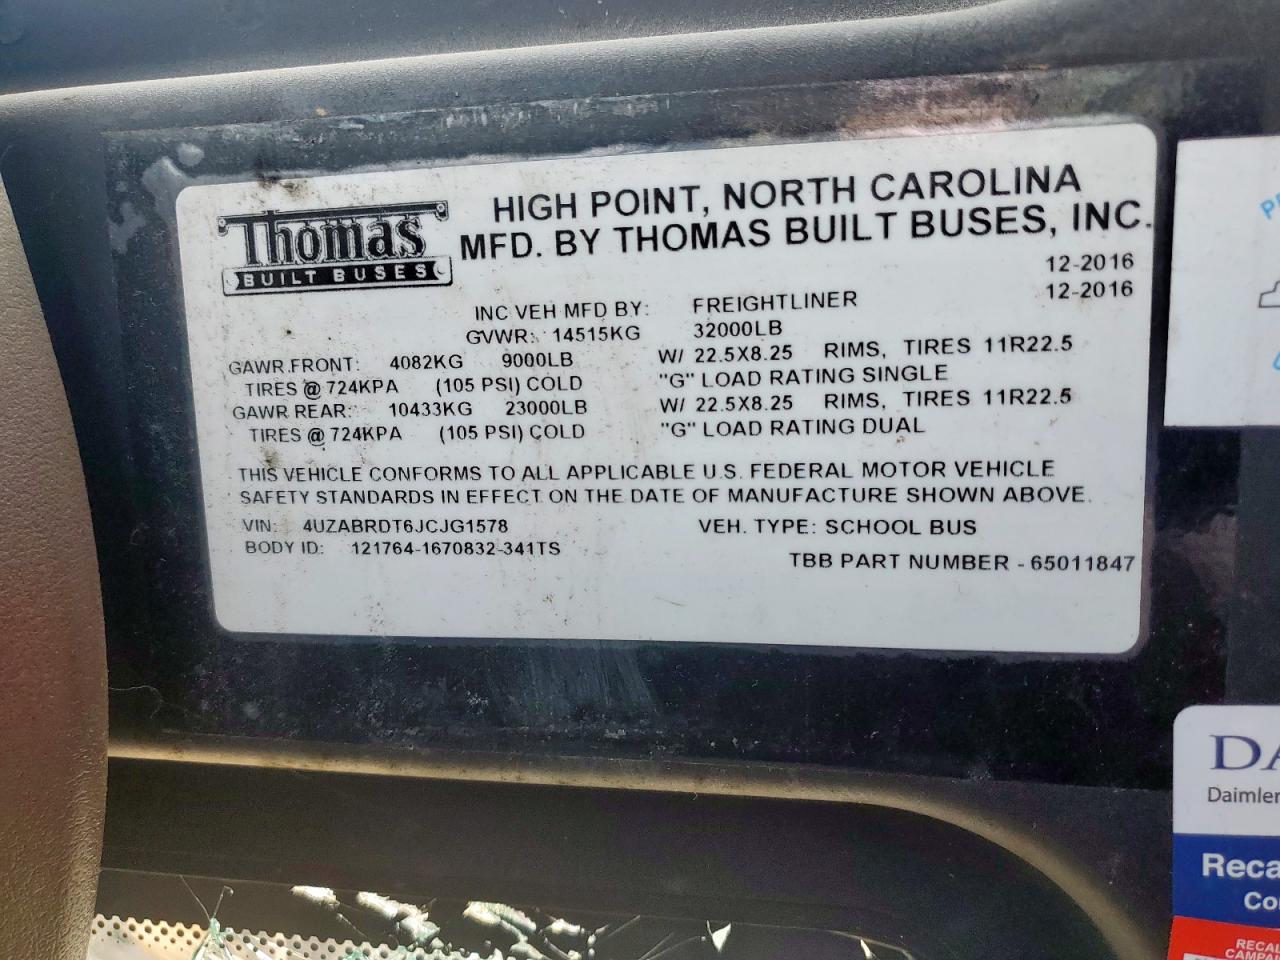 Thomas
BUILT BUSES
HIGH POINT, NORTH CAROLINA
MFD. BY THOMAS BUILT BUSES, INC.
12-2016
INC VEH MFD BY: FREIGHTLINER 12-2016
GVWR: 14515KG 32000LB
GAWR FRONT: 4082KG 9000LB W/ 22.5X8.25 RIMS, TIRES 11R22.5
TIRES @ 724KPA (105 PSI) COLD "G" LOAD RATING SINGLE
GAWR REAR: 10433KG 23000LB W/ 22.5X8.25 RIMS, TIRES 11R22.5
TIRES @ 724KPA (105 PSI) COLD "G" LOAD RATING DUAL
THIS VEHICLE CONFORMS TO ALL APPLICABLE U.S. FEDERAL MOTOR VEHICLE
SAFETY STANDARDS IN EFFECT ON THE DATE OF MANUFACTURE SHOWN ABOVE.
VIN: 4UZABRDT6JCJG1578 VEH. TYPE: SCHOOL BUS
BODY ID: 121764-1670832-341TS
TBB PART NUMBER - 65011847
DA
Daimler
Reca
Co
RECAL
CAMPA